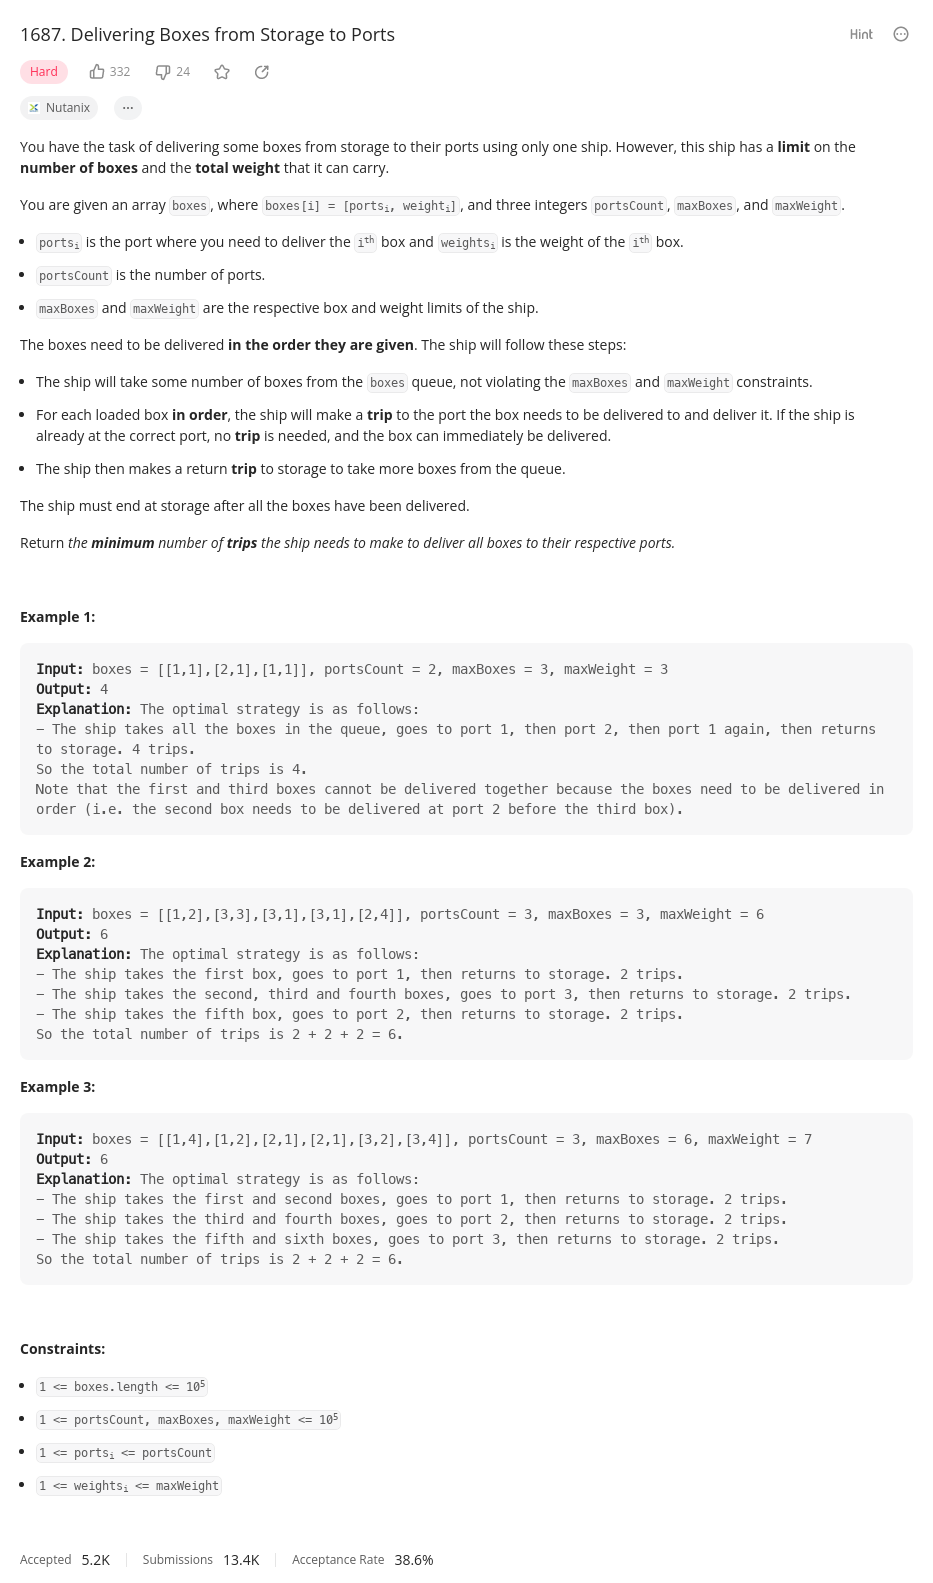 1687. Delivering Boxes from Storage to Ports
Hint
Hard
332
24
Nutanix
You have the task of delivering some boxes from storage to their ports using only one ship. However, this ship has a limit on the
number of boxes and the total weight that it can carry.
You are given an array boxes, where boxes[i] = [portsᵢ, weightᵢ], and three integers portsCount, maxBoxes, and maxWeight.
• portsᵢ is the port where you need to deliver the iᵗʰ box and weightsᵢ is the weight of the iᵗʰ box.
• portsCount is the number of ports.
• maxBoxes and maxWeight are the respective box and weight limits of the ship.
The boxes need to be delivered in the order they are given. The ship will follow these steps:
• The ship will take some number of boxes from the boxes queue, not violating the maxBoxes and maxWeight constraints.
• For each loaded box in order, the ship will make a trip to the port the box needs to be delivered to and deliver it. If the ship is
already at the correct port, no trip is needed, and the box can immediately be delivered.
• The ship then makes a return trip to storage to take more boxes from the queue.
The ship must end at storage after all the boxes have been delivered.
Return the minimum number of trips the ship needs to make to deliver all boxes to their respective ports.
Example 1:
Input: boxes = [[1,1],[2,1],[1,1]], portsCount = 2, maxBoxes = 3, maxWeight = 3
Output: 4
Explanation: The optimal strategy is as follows:
– The ship takes all the boxes in the queue, goes to port 1, then port 2, then port 1 again, then returns
to storage. 4 trips.
So the total number of trips is 4.
Note that the first and third boxes cannot be delivered together because the boxes need to be delivered in
order (i.e. the second box needs to be delivered at port 2 before the third box).
Example 2:
Input: boxes = [[1,2],[3,3],[3,1],[3,1],[2,4]], portsCount = 3, maxBoxes = 3, maxWeight = 6
Output: 6
Explanation: The optimal strategy is as follows:
– The ship takes the first box, goes to port 1, then returns to storage. 2 trips.
– The ship takes the second, third and fourth boxes, goes to port 3, then returns to storage. 2 trips.
– The ship takes the fifth box, goes to port 2, then returns to storage. 2 trips.
So the total number of trips is 2 + 2 + 2 = 6.
Example 3:
Input: boxes = [[1,4],[1,2],[2,1],[2,1],[3,2],[3,4]], portsCount = 3, maxBoxes = 6, maxWeight = 7
Output: 6
Explanation: The optimal strategy is as follows:
– The ship takes the first and second boxes, goes to port 1, then returns to storage. 2 trips.
– The ship takes the third and fourth boxes, goes to port 2, then returns to storage. 2 trips.
– The ship takes the fifth and sixth boxes, goes to port 3, then returns to storage. 2 trips.
So the total number of trips is 2 + 2 + 2 = 6.
Constraints:
• 1 <= boxes.length <= 10⁵
• 1 <= portsCount, maxBoxes, maxWeight <= 10⁵
• 1 <= portsᵢ <= portsCount
• 1 <= weightsᵢ <= maxWeight
Accepted 5.2K Submissions 13.4K Acceptance Rate 38.6%